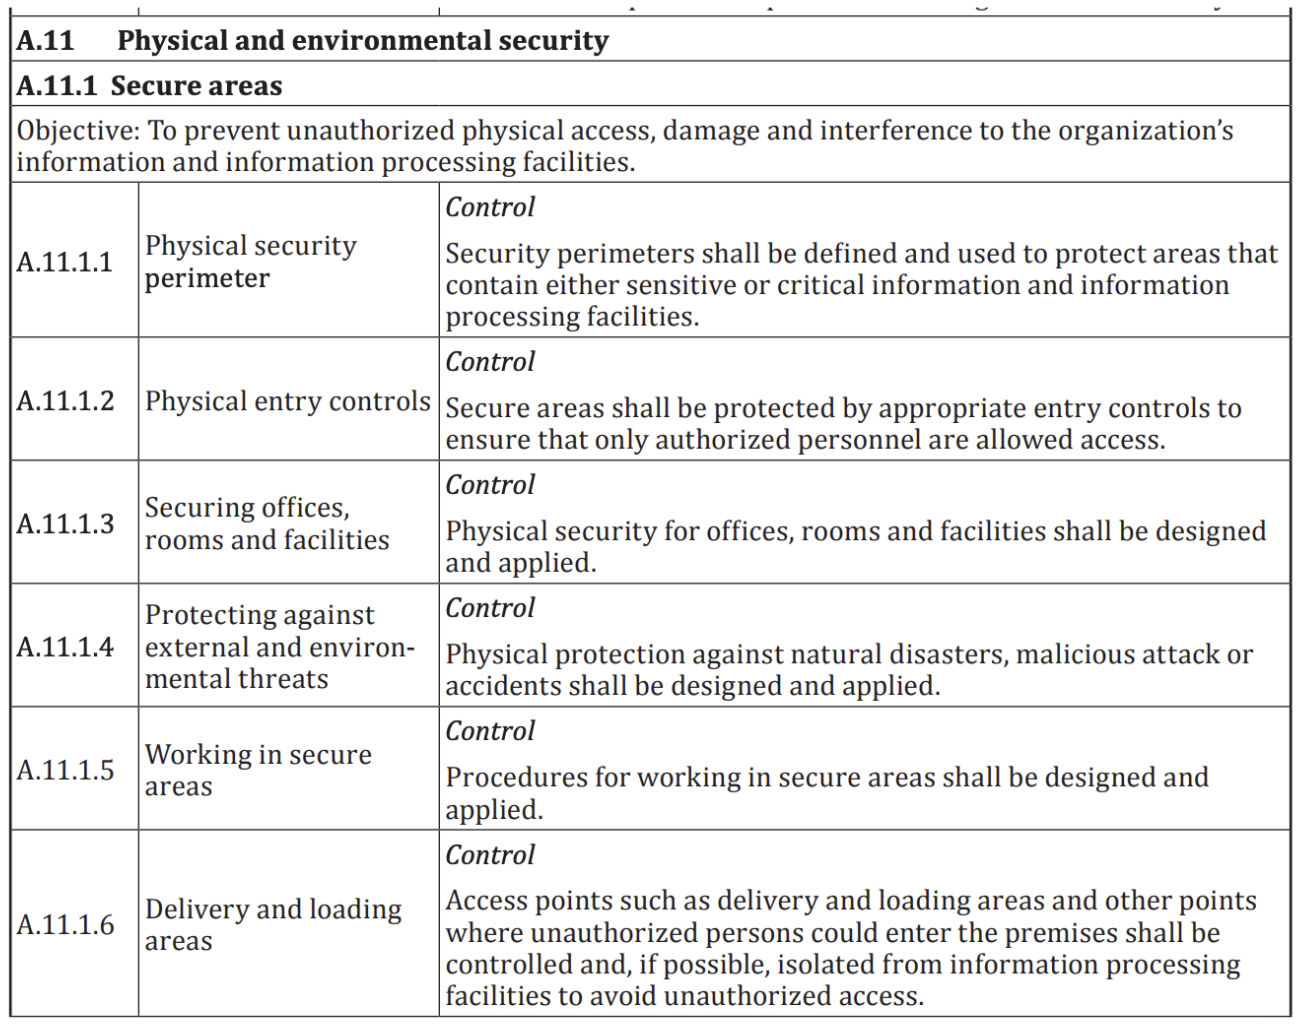 A.11 Physical and environmental security
A.11.1 Secure areas
Objective: To prevent unauthorized physical access, damage and interference to the organization’s
information and information processing facilities.
A.11.1.1
Physical security
perimeter
Control
Security perimeters shall be defined and used to protect areas that
contain either sensitive or critical information and information
processing facilities.
A.11.1.2
Physical entry controls
Control
Secure areas shall be protected by appropriate entry controls to
ensure that only authorized personnel are allowed access.
A.11.1.3
Securing offices,
rooms and facilities
Control
Physical security for offices, rooms and facilities shall be designed
and applied.
A.11.1.4
Protecting against
external and environ-
mental threats
Control
Physical protection against natural disasters, malicious attack or
accidents shall be designed and applied.
A.11.1.5
Working in secure
areas
Control
Procedures for working in secure areas shall be designed and
applied.
A.11.1.6
Delivery and loading
areas
Control
Access points such as delivery and loading areas and other points
where unauthorized persons could enter the premises shall be
controlled and, if possible, isolated from information processing
facilities to avoid unauthorized access.